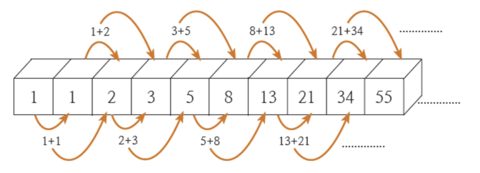 1+2 3+5 8+13 21+34 ..............
1 1 2 3 5 8 13 21 34 55 ..............
1+1 2+3 5+8 13+21 ..............